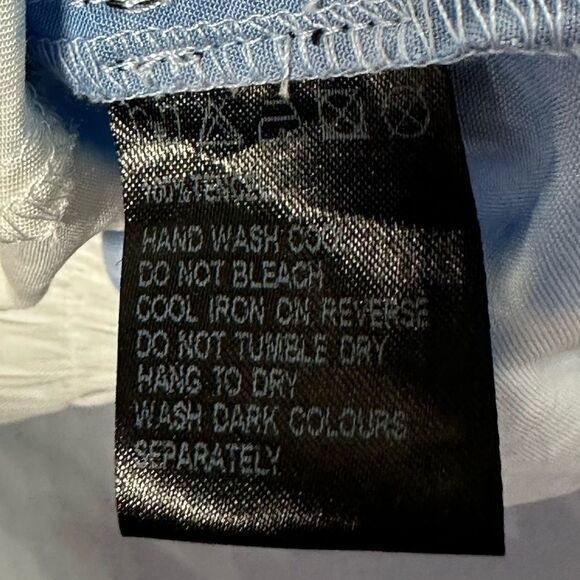 100% TENCEL
HAND WASH COOL
DO NOT BLEACH
COOL IRON ON REVERSE
DO NOT TUMBLE DRY
HANG TO DRY
WASH DARK COLOURS
SEPARATELY